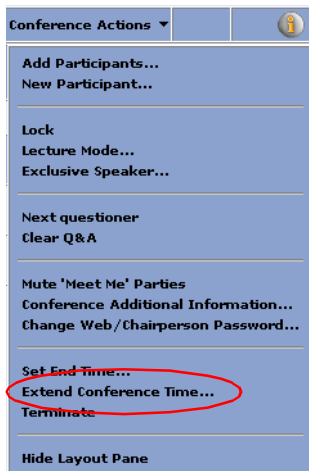 Conference Actions
Add Participants...
New Participant...
Lock
Lecture Mode...
Exclusive Speaker...
Next questioner
Clear Q&A
Mute 'Meet Me' Parties
Conference Additional Information...
Change Web/Chairperson Password...
Set End Time...
Extend Conference Time...
Terminate
Hide Layout Pane